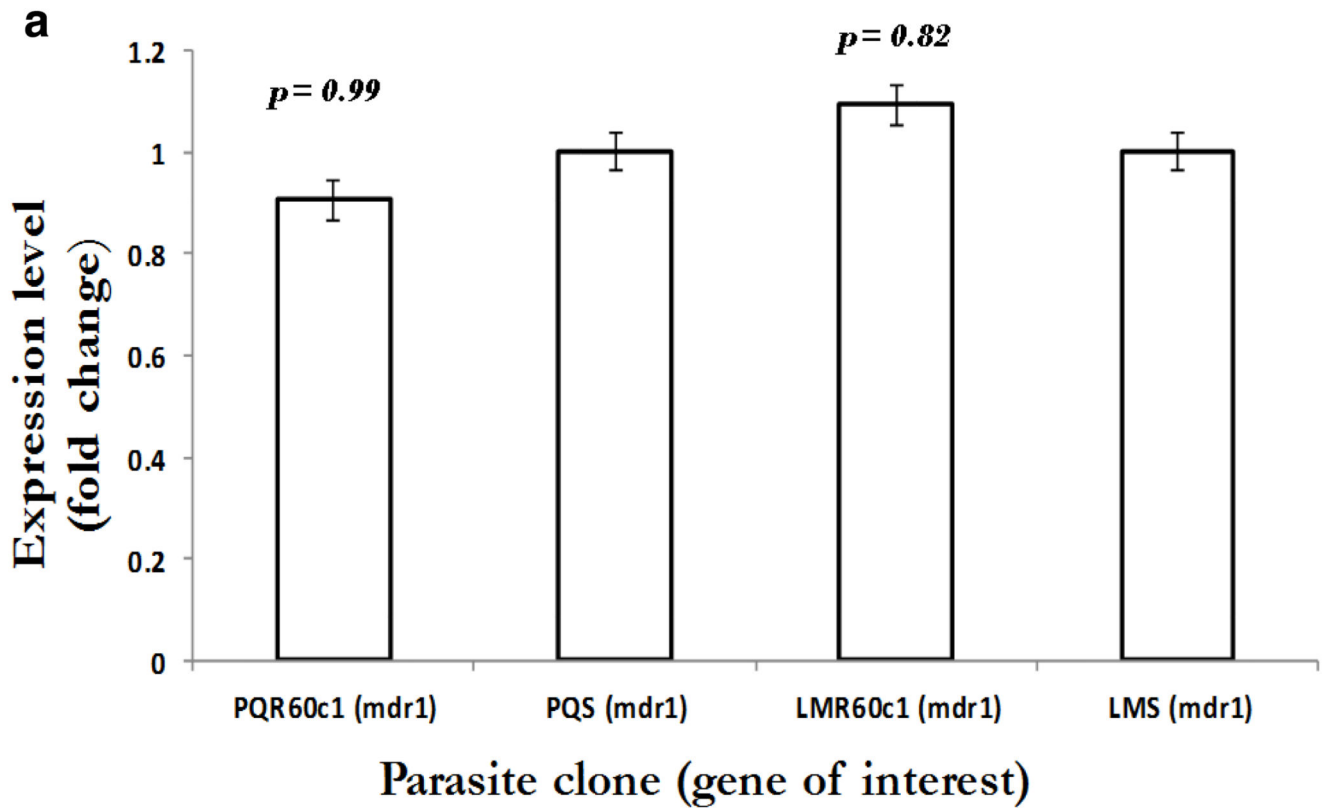 a
1.2
1
0.8
0.6
0.4
0.2
0
p= 0.99
p= 0.82
Expression level
(fold change)
PQR60c1 (mdr1)
PQS (mdr1)
LMR60c1 (mdr1)
LMS (mdr1)
Parasite clone (gene of interest)